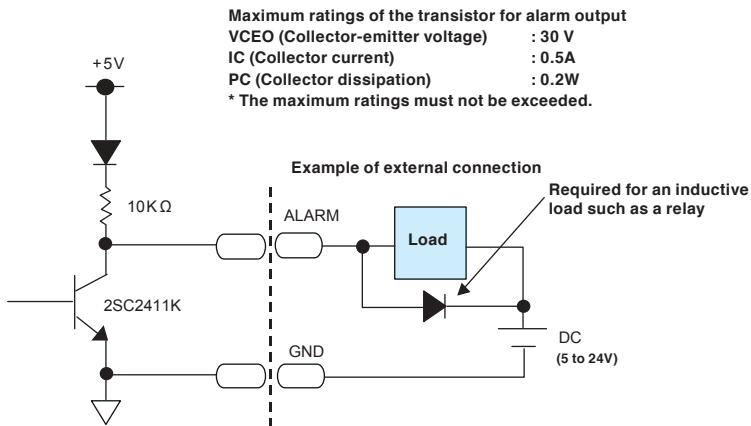 Maximum ratings of the transistor for alarm output
VCEO (Collector-emitter voltage) : 30 V
IC (Collector current) : 0.5A
PC (Collector dissipation) : 0.2W
* The maximum ratings must not be exceeded.
+5V
Example of external connection
Required for an inductive
load such as a relay
10KΩ
ALARM
Load
2SC2411K
GND
DC
(5 to 24V)